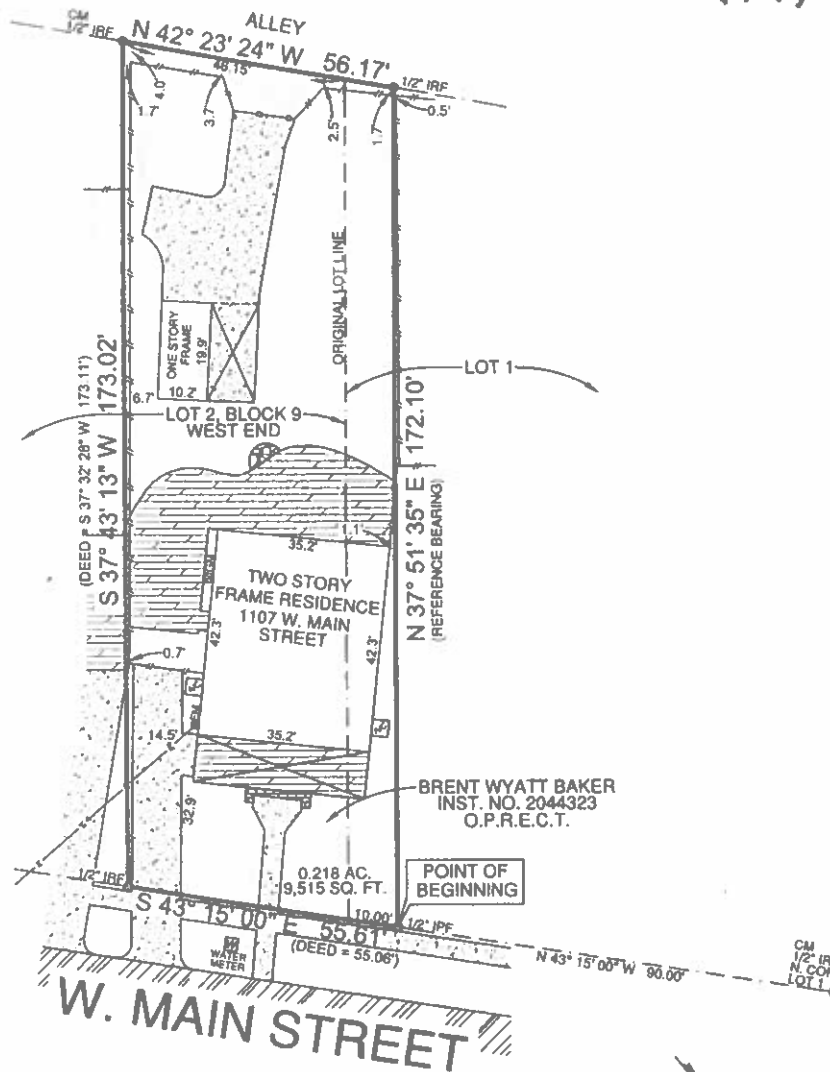 ALLEY
CM
1/2" IRF
N 42° 23' 24" W 56.17'
46.15'
1/2" IRF
4.0'
1.7'
3.7'
2.5'
1.7'
0.5'
ORIGINAL LOT LINE
ONE STORY
FRAME
19.9'
10.2'
6.7'
LOT 1
LOT 2, BLOCK 9
WEST END
S 37° 43' 13" W 173.02'
(DEED = S 37° 32' 28" W 173.11')
N 37° 51' 35" E 172.10'
(REFERENCE BEARING)
1.1'
35.2'
TWO STORY
FRAME RESIDENCE
1107 W. MAIN
STREET
42.3'
42.3'
0.7'
14.5'
35.2'
32.9'
BRENT WYATT BAKER
INST. NO. 2044323
O.P.R.E.C.T.
0.218 AC.
9,515 SQ. FT.
POINT OF
BEGINNING
1/2" IRF
S 43° 15' 00" E 55.61'
10.00'
1/2" IPF
(DEED = 55.06')
WATER
METER
N 43° 15' 00" W 90.00'
CM
1/2" IR
N. COR
LOT 1
W. MAIN STREET